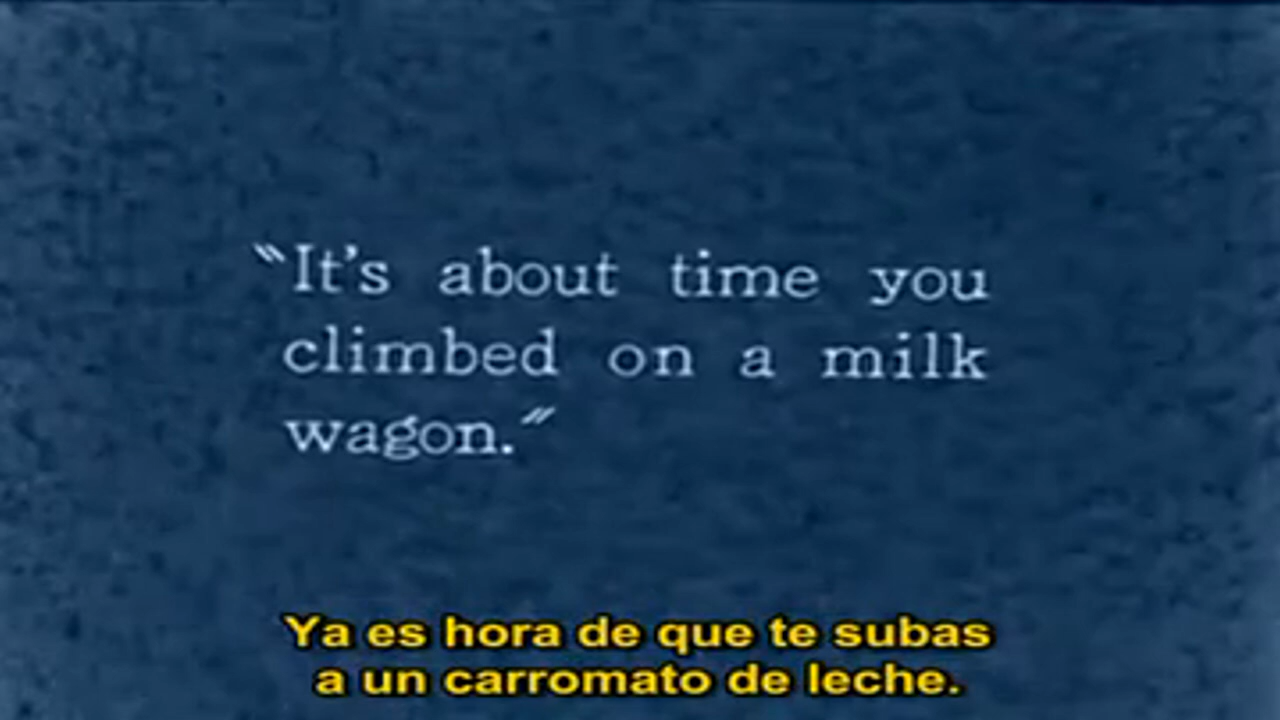 "It's about time you
climbed on a milk
wagon."
Ya es hora de que te subas
a un carromato de leche.